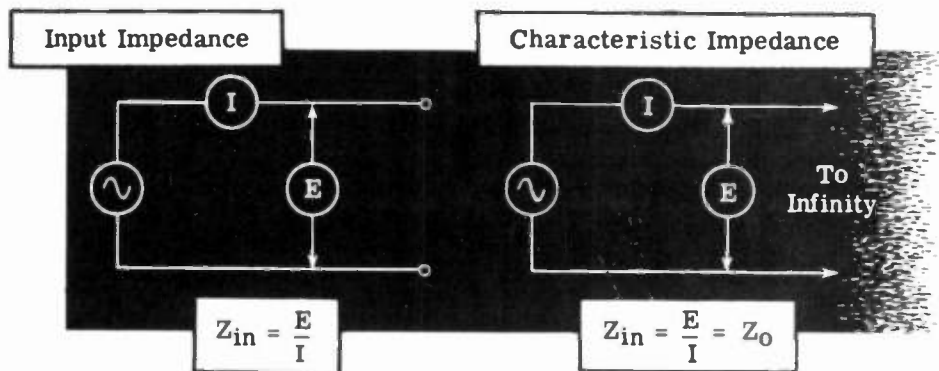 Input Impedance
Characteristic Impedance
I
E
I
E
To
Infinity
Zin = E/I
Zin = E/I = Zo